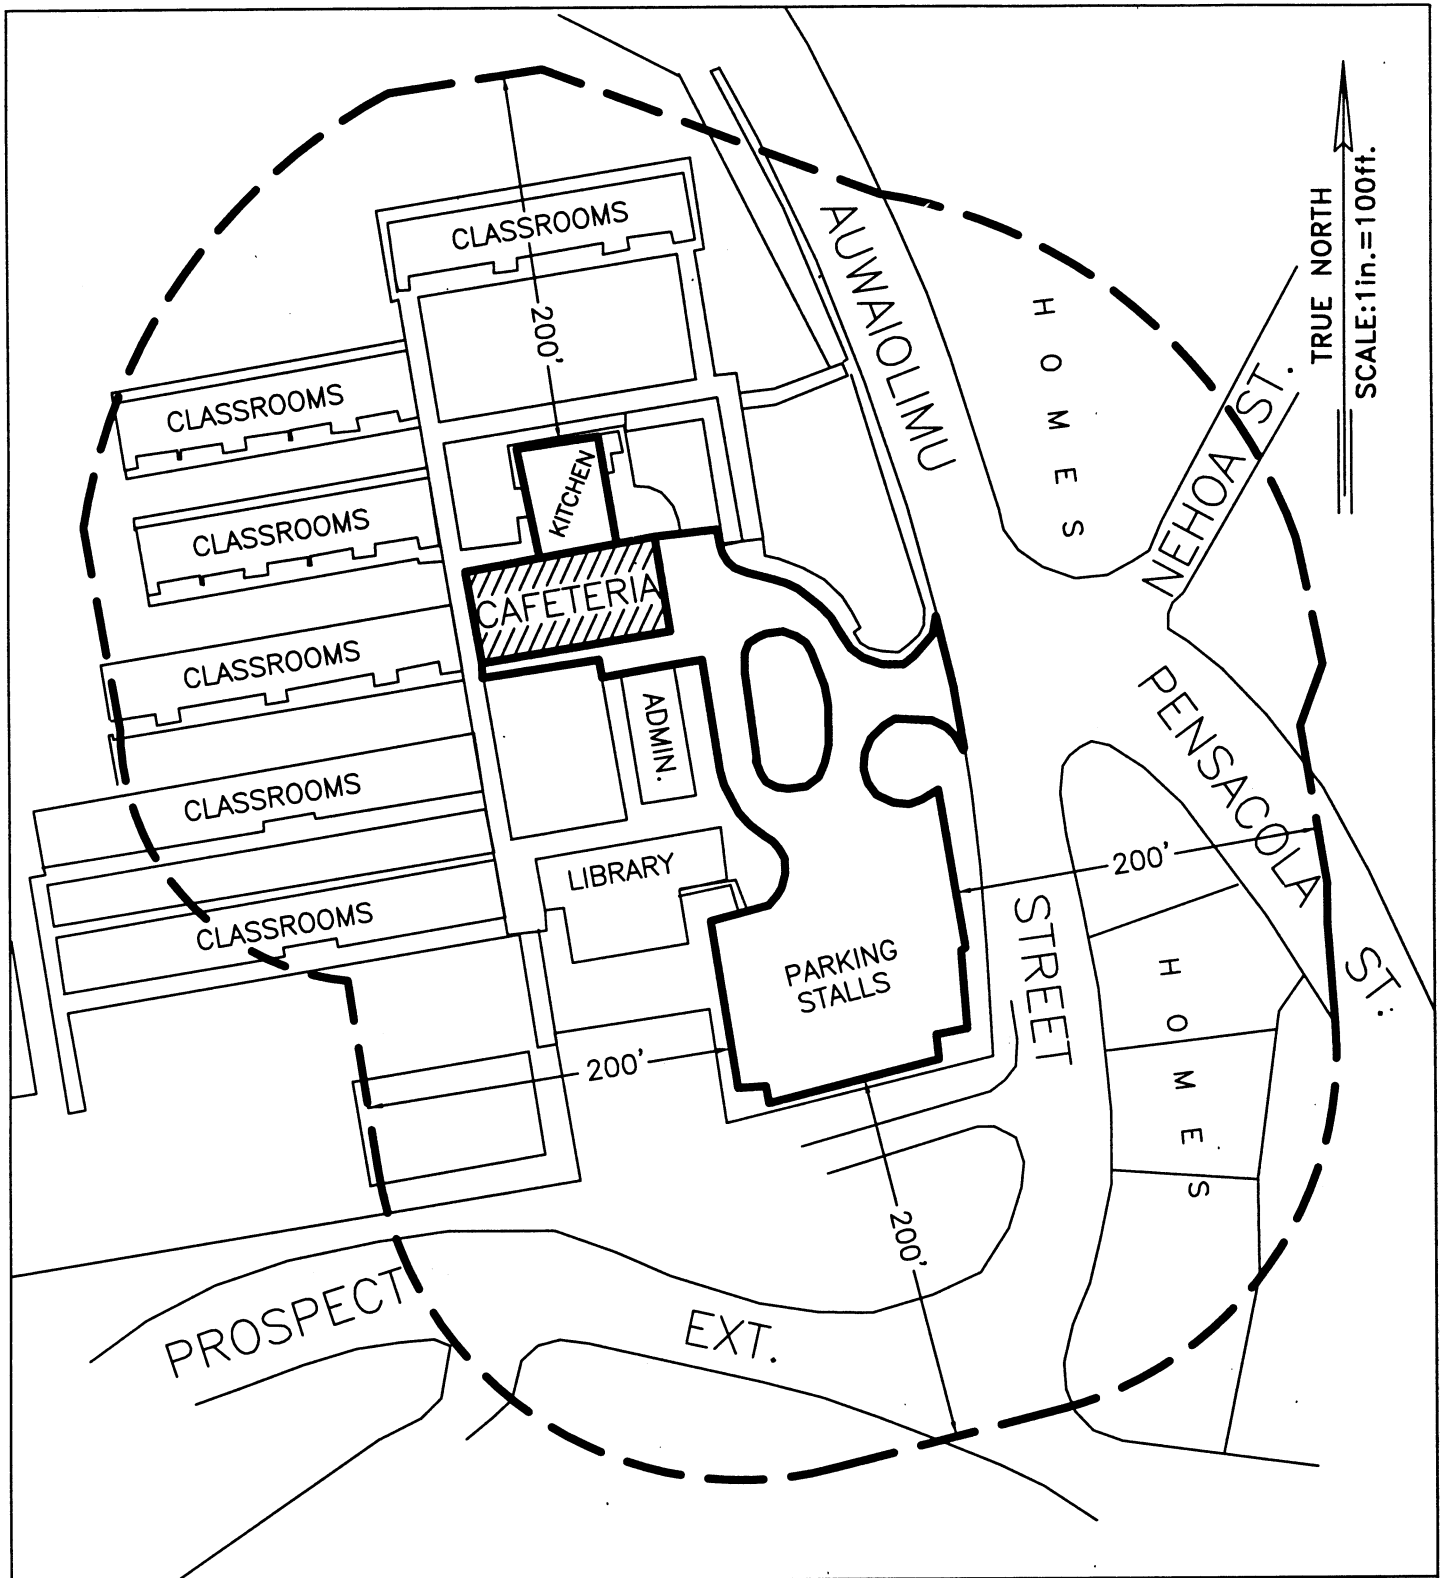 TRUE NORTH
SCALE:1in.=100ft.
CLASSROOMS
200'
AUWAIOLIMU
HOMES
NEHOA ST.
CLASSROOMS
KITCHEN
CLASSROOMS
CAFETERIA
CLASSROOMS
ADMIN.
PENSACOLA
CLASSROOMS
LIBRARY
200'
CLASSROOMS
STREET
PARKING
STALLS
ST.
HOMES
200'
200'
PROSPECT
EXT.